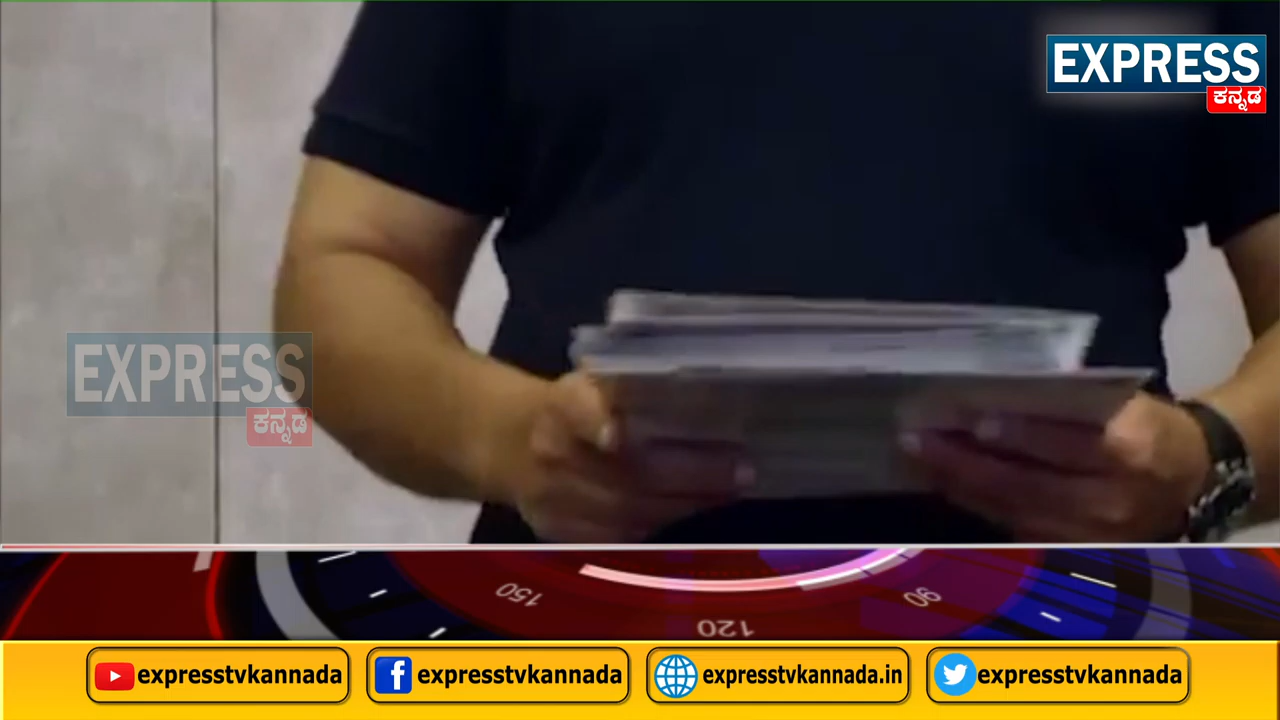 EXPRESS
ಕನ್ನಡ
EXPRESS
ಕನ್ನಡ
150
120
90
expresstvkannada
expresstvkannada
expresstvkannada.in
expresstvkannada